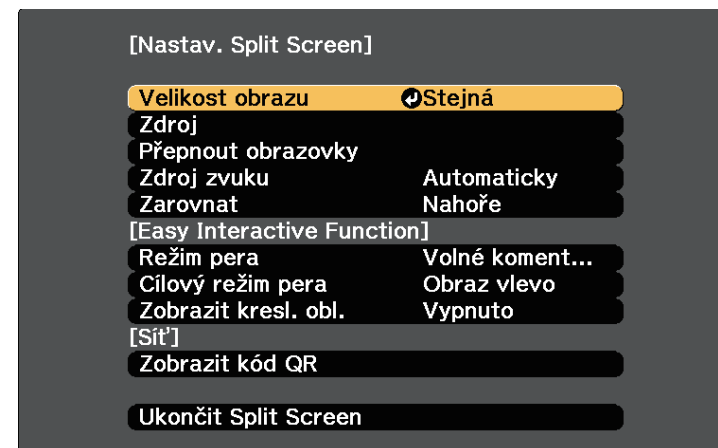 [Nastav. Split Screen]
Velikost obrazu Stejná
Zdroj
Přepnout obrazovky
Zdroj zvuku Automaticky
Zarovnat Nahoře
[Easy Interactive Function]
Režim pera Volné koment...
Cílový režim pera Obraz vlevo
Zobrazit kresl. obl. Vypnuto
[Síť]
Zobrazit kód QR
Ukončit Split Screen